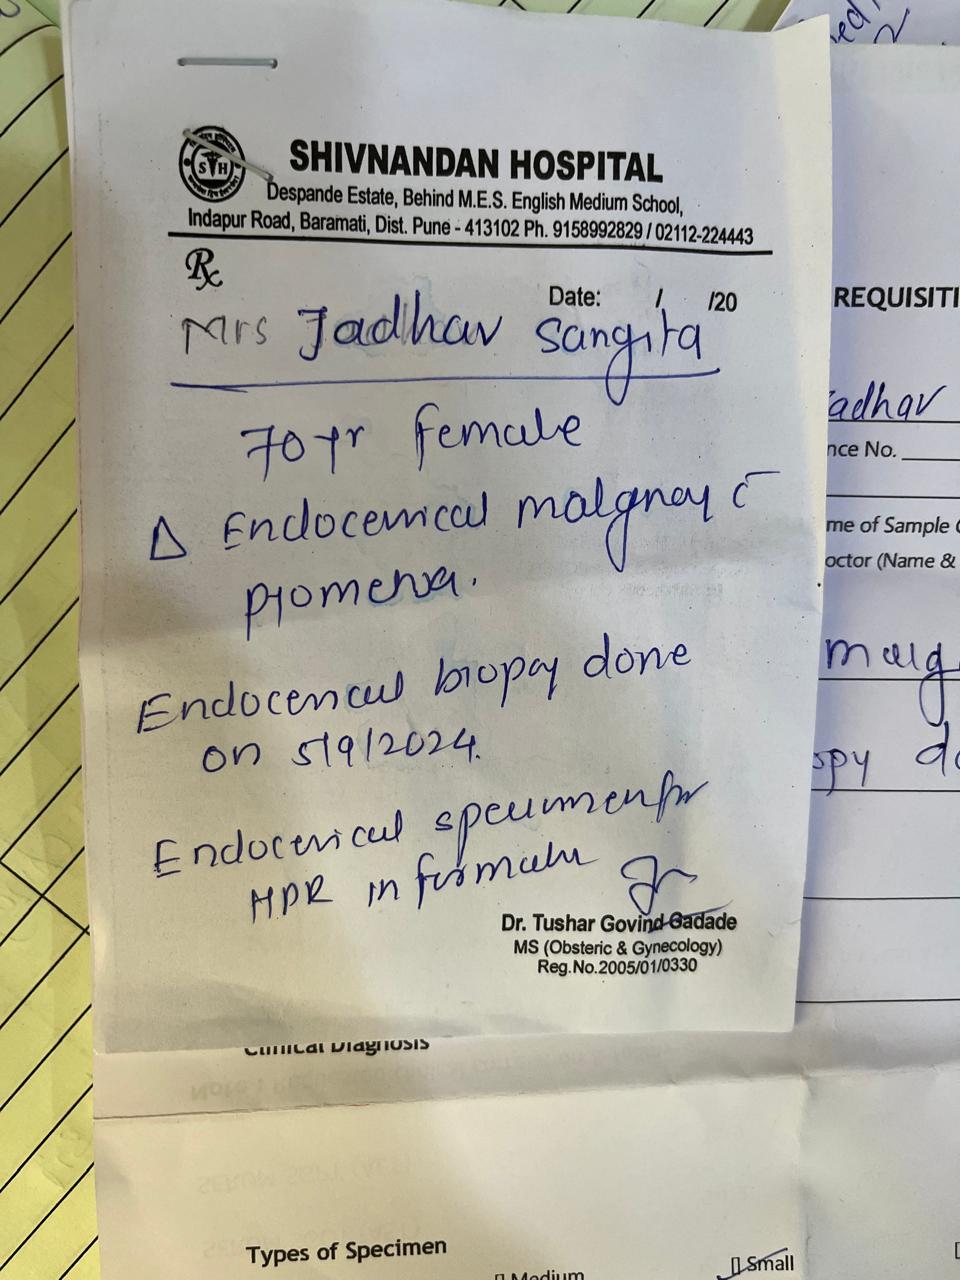 SHIVNANDAN HOSPITAL
Despande Estate, Behind M.E.S. English Medium School,
Indapur Road, Baramati, Dist. Pune - 413102 Ph. 9158992829 / 02112-224443
Rx
Date: / /20
Mrs Jadhav Sangita
70 yr female
Δ Endocervical malgnay c̄
pyometra.
Endocervical biopsy done
on 5/9/2024.
Endocervical specimen for
HPR in formalin
Dr. Tushar Govind Gadade
MS (Obsteric & Gynecology)
Reg.No.2005/01/0330
REQUISITI
adhav
nce No.
me of Sample
octor (Name &
malg
opy do
Clinical Diagnosis
Types of Specimen
Medium
Small